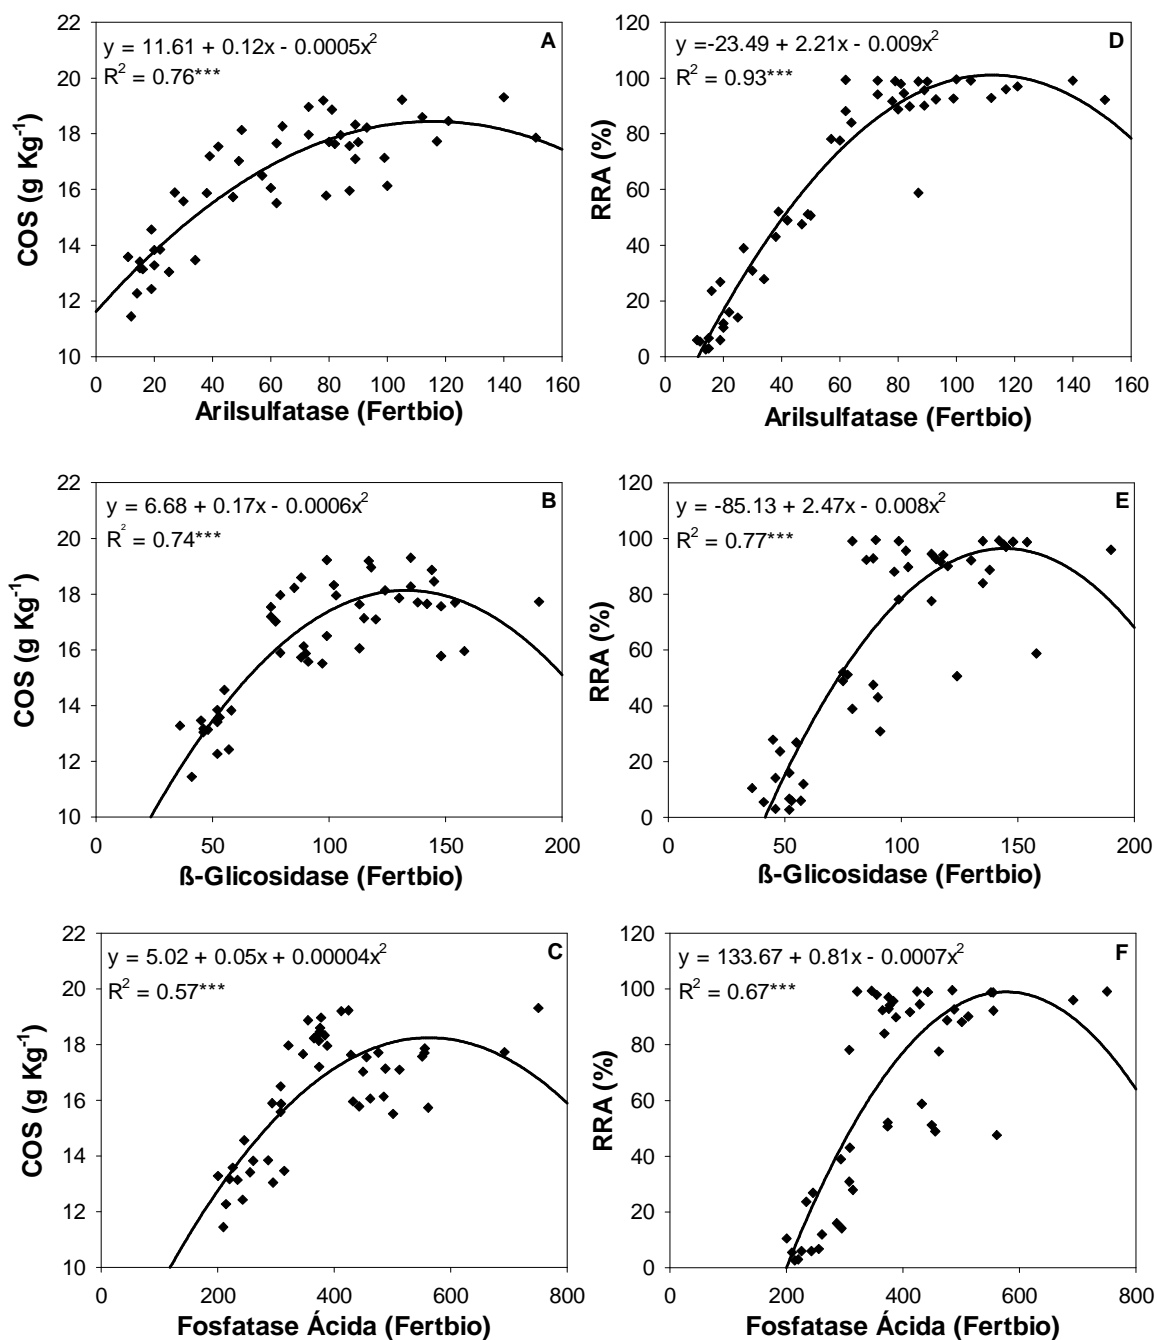 y = 11.61 + 0.12x - 0.0005x²
R² = 0.76***
A
COS (g Kg⁻¹)
22
20
18
16
14
12
10
0 20 40 60 80 100 120 140 160
Arilsulfatase (Fertbio)
y =-23.49 + 2.21x - 0.009x²
R² = 0.93***
D
RRA (%)
120
100
80
60
40
20
0
0 20 40 60 80 100 120 140 160
Arilsulfatase (Fertbio)
y = 6.68 + 0.17x - 0.0006x²
R² = 0.74***
B
COS (g Kg⁻¹)
22
20
18
16
14
12
10
0 50 100 150 200
ß-Glicosidase (Fertbio)
y = -85.13 + 2.47x - 0.008x²
R² = 0.77***
E
RRA (%)
120
100
80
60
40
20
0
0 50 100 150 200
ß-Glicosidase (Fertbio)
y = 5.02 + 0.05x + 0.00004x²
R² = 0.57***
C
COS (g Kg⁻¹)
22
20
18
16
14
12
10
0 200 400 600 800
Fosfatase Ácida (Fertbio)
y = 133.67 + 0.81x - 0.0007x²
R² = 0.67***
F
RRA (%)
120
100
80
60
40
20
0
0 200 400 600 800
Fosfatase Ácida (Fertbio)